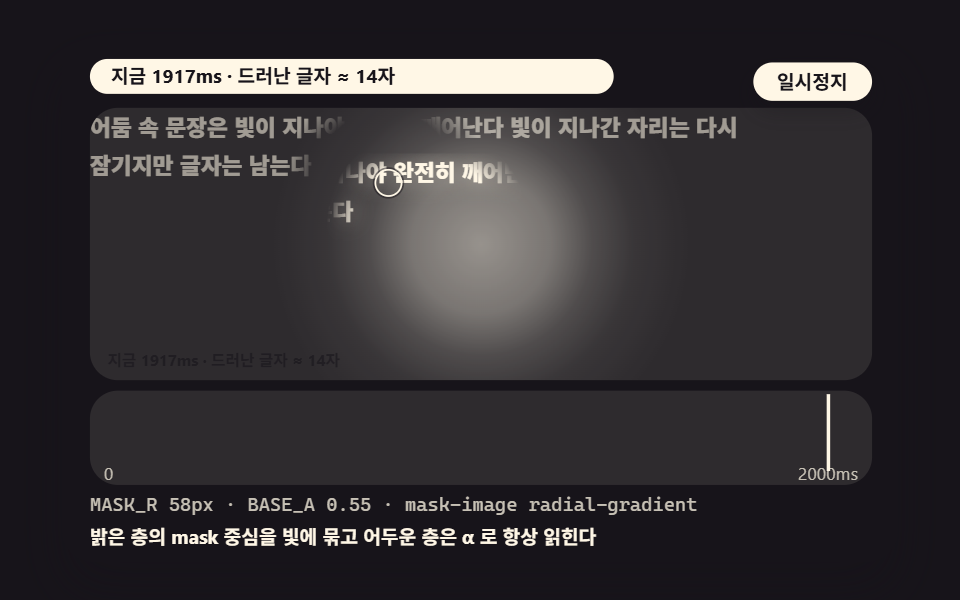 지금 1917ms · 드러난 글자 ≈ 14자
일시정지
어둠 속 문장은 빛이 지나야 깨어난다 빛이 지나간 자리는 다시
잠기지만 글자는 남는다
나야 완전히 깨어
다
지금 1917ms · 드러난 글자 ≈ 14자
0
2000ms
MASK_R 58px · BASE_A 0.55 · mask-image radial-gradient
밝은 층의 mask 중심을 빛에 묶고 어두운 층은 α 로 항상 읽힌다